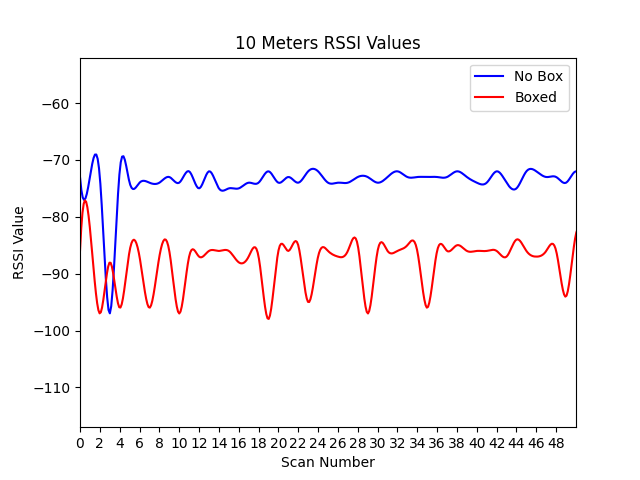 10 Meters RSSI Values
No Box
Boxed
RSSI Value
−60
−70
−80
−90
−100
−110
0 2 4 6 8 10 12 14 16 18 20 22 24 26 28 30 32 34 36 38 40 42 44 46 48
Scan Number